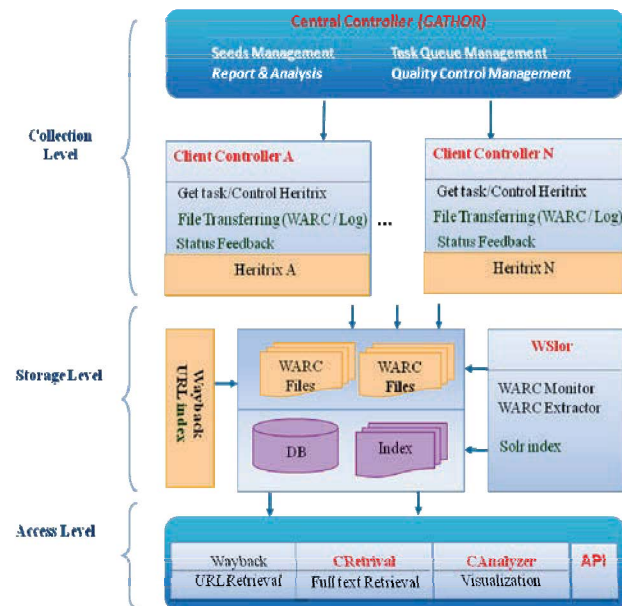 Central Controller (GATHOR)
Seeds Management
Task Queue Management
Report & Analysis
Quality Control Management
Collection
Level
Client Controller A
Get task/Control Heritrix
File Transferring (WARC / Log)
Status Feedback
Heritrix A
...
Client Controller N
Get task/Control Heritrix
File Transferring (WARC / Log)
Status Feedback
Heritrix N
Storage Level
Wayback
URL index
WARC
Files
WARC
Files
DB
Index
WSlor
WARC Monitor
WARC Extractor
Solr index
Access Level
Wayback
URL Retrieval
CRetrival
Full text Retrieval
CAnalyzer
Visualization
API